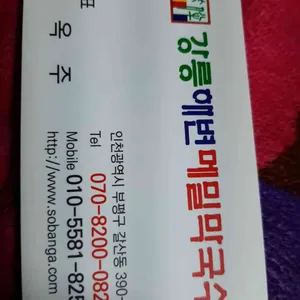 강릉해변메밀막국수
표
옥 주
인천광역시 부평구 갈산동 390-
Tel 070-8200-082
Mobile 010-5581-825
http://www.sobanga.com